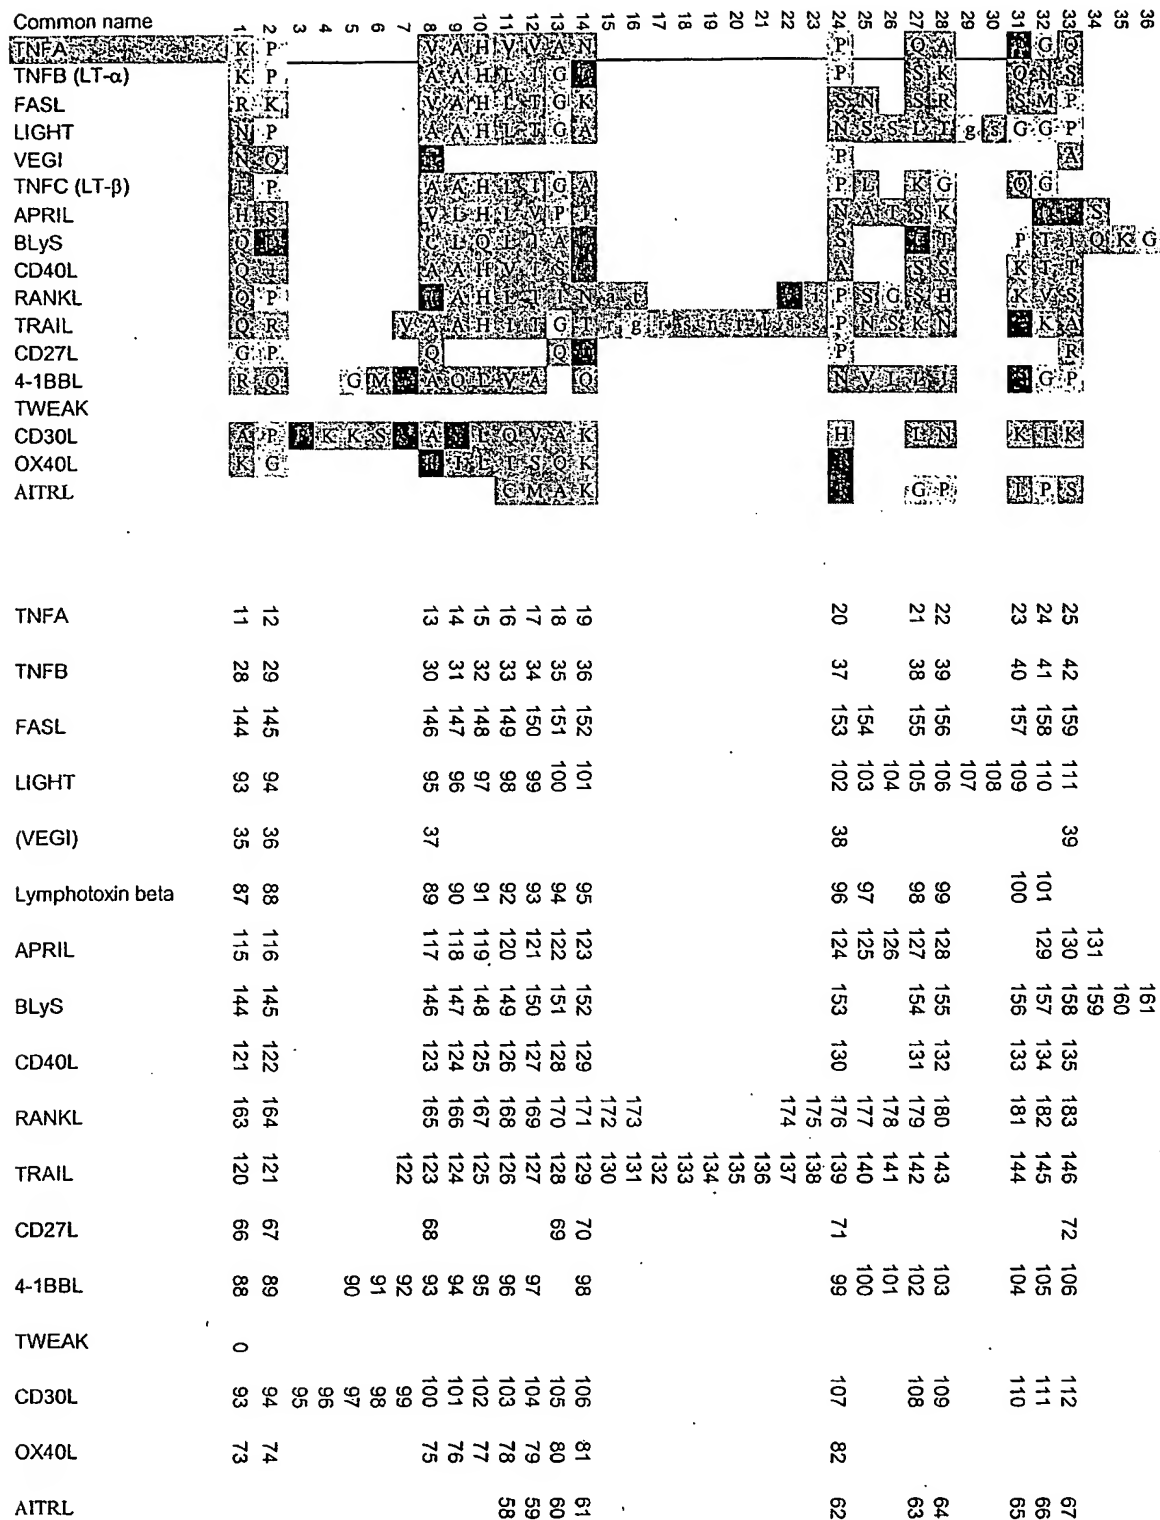 Common name 1 2 3 4 5 6 7 8 9 10 11 12 13 14 15 16 17 18 19 20 21 22 23 24 25 26 27 28 29 30 31 32 33 34 35 36
TNFA K P V A H V V A N P Q A G Q
TNFB (LT-α) K P A A H L I G P S K Q N S
FASL R K V A H L T G K S N S R S M P
LIGHT N P A A H L T G A N S S L T g S G G P
VEGI N Q P A
TNFC (LT-β) P A A H L I G A P L K G Q G
APRIL H S V L H L V P I N A T S K S
BLyS Q C L Q L I A S T P T I Q K G
CD40L Q I A A H V I S A S S K T T
RANKL Q P A H L T I N a t I P S G S H K V S
TRAIL Q R V A A H I I G T r g r s n t l s P N S K N K A
CD27L G P Q Q P R
4-1BBL R Q G M A Q L V A Q N V L L I G P
TWEAK
CD30L A P K K S A L Q V A K H L N K T K
OX40L K G I L T S Q K
AITRL C M A K G P L P S
TNFA 11 12 13 14 15 16 17 18 19 20 21 22 23 24 25
TNFB 28 29 30 31 32 33 34 35 36 37 38 39 40 41 42
FASL 144 145 146 147 148 149 150 151 152 153 154 155 156 157 158 159
LIGHT 93 94 95 96 97 98 99 100 101 102 103 104 105 106 107 108 109 110 111
(VEGI) 35 36 37 38 39
Lymphotoxin beta 87 88 89 90 91 92 93 94 95 96 97 98 99 100 101
APRIL 115 116 117 118 119 120 121 122 123 124 125 126 127 128 129 130 131
BLyS 144 145 146 147 148 149 150 151 152 153 154 155 156 157 158 159 160 161
CD40L 121 122 123 124 125 126 127 128 129 130 131 132 133 134 135
RANKL 163 164 165 166 167 168 169 170 171 172 173 174 175 176 177 178 179 180 181 182 183
TRAIL 120 121 122 123 124 125 126 127 128 129 130 131 132 133 134 135 136 137 138 139 140 141 142 143 144 145 146
CD27L 66 67 68 69 70 71 72
4-1BBL 88 89 90 91 92 93 94 95 96 97 98 99 100 101 102 103 104 105 106
TWEAK 0
CD30L 93 94 95 96 97 98 99 100 101 102 103 104 105 106 107 108 109 110 111 112
OX40L 73 74 75 76 77 78 79 80 81 82
AITRL 58 59 60 61 62 63 64 65 66 67